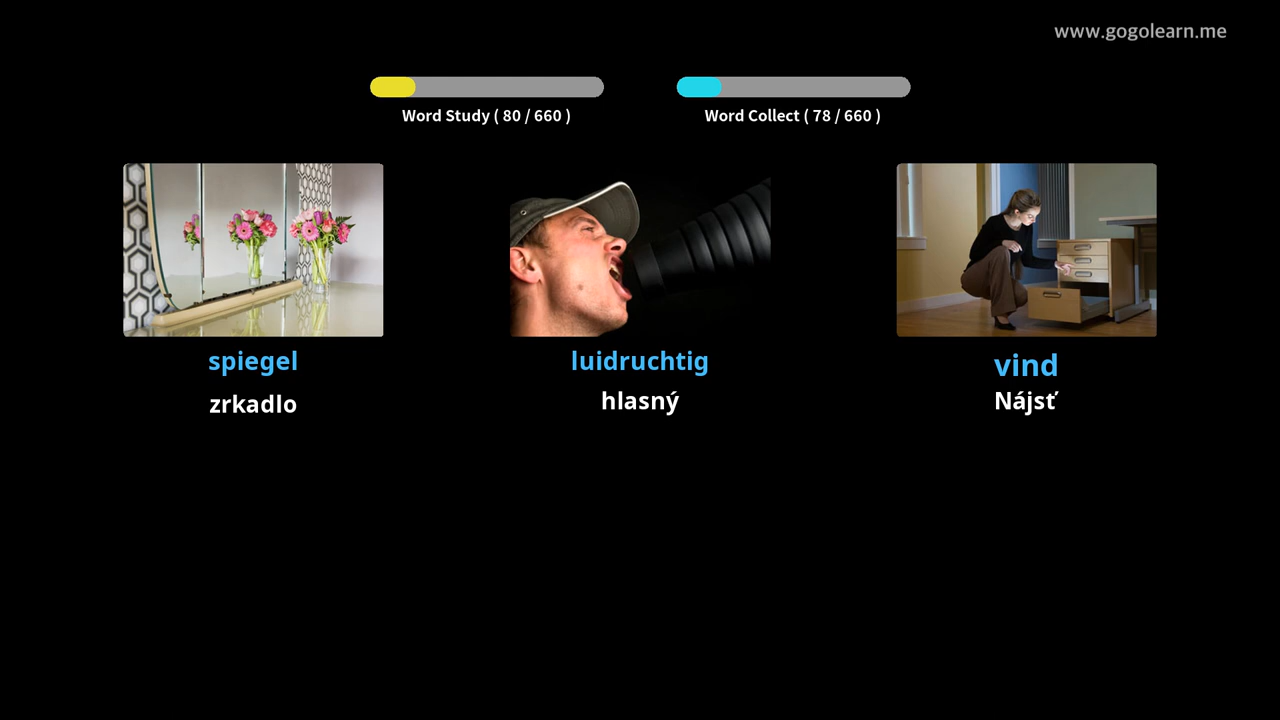 www.gogolearn.me
Word Study ( 80 / 660 )
Word Collect ( 78 / 660 )
spiegel
luidruchtig
vind
zrkadlo
hlasný
Nájsť